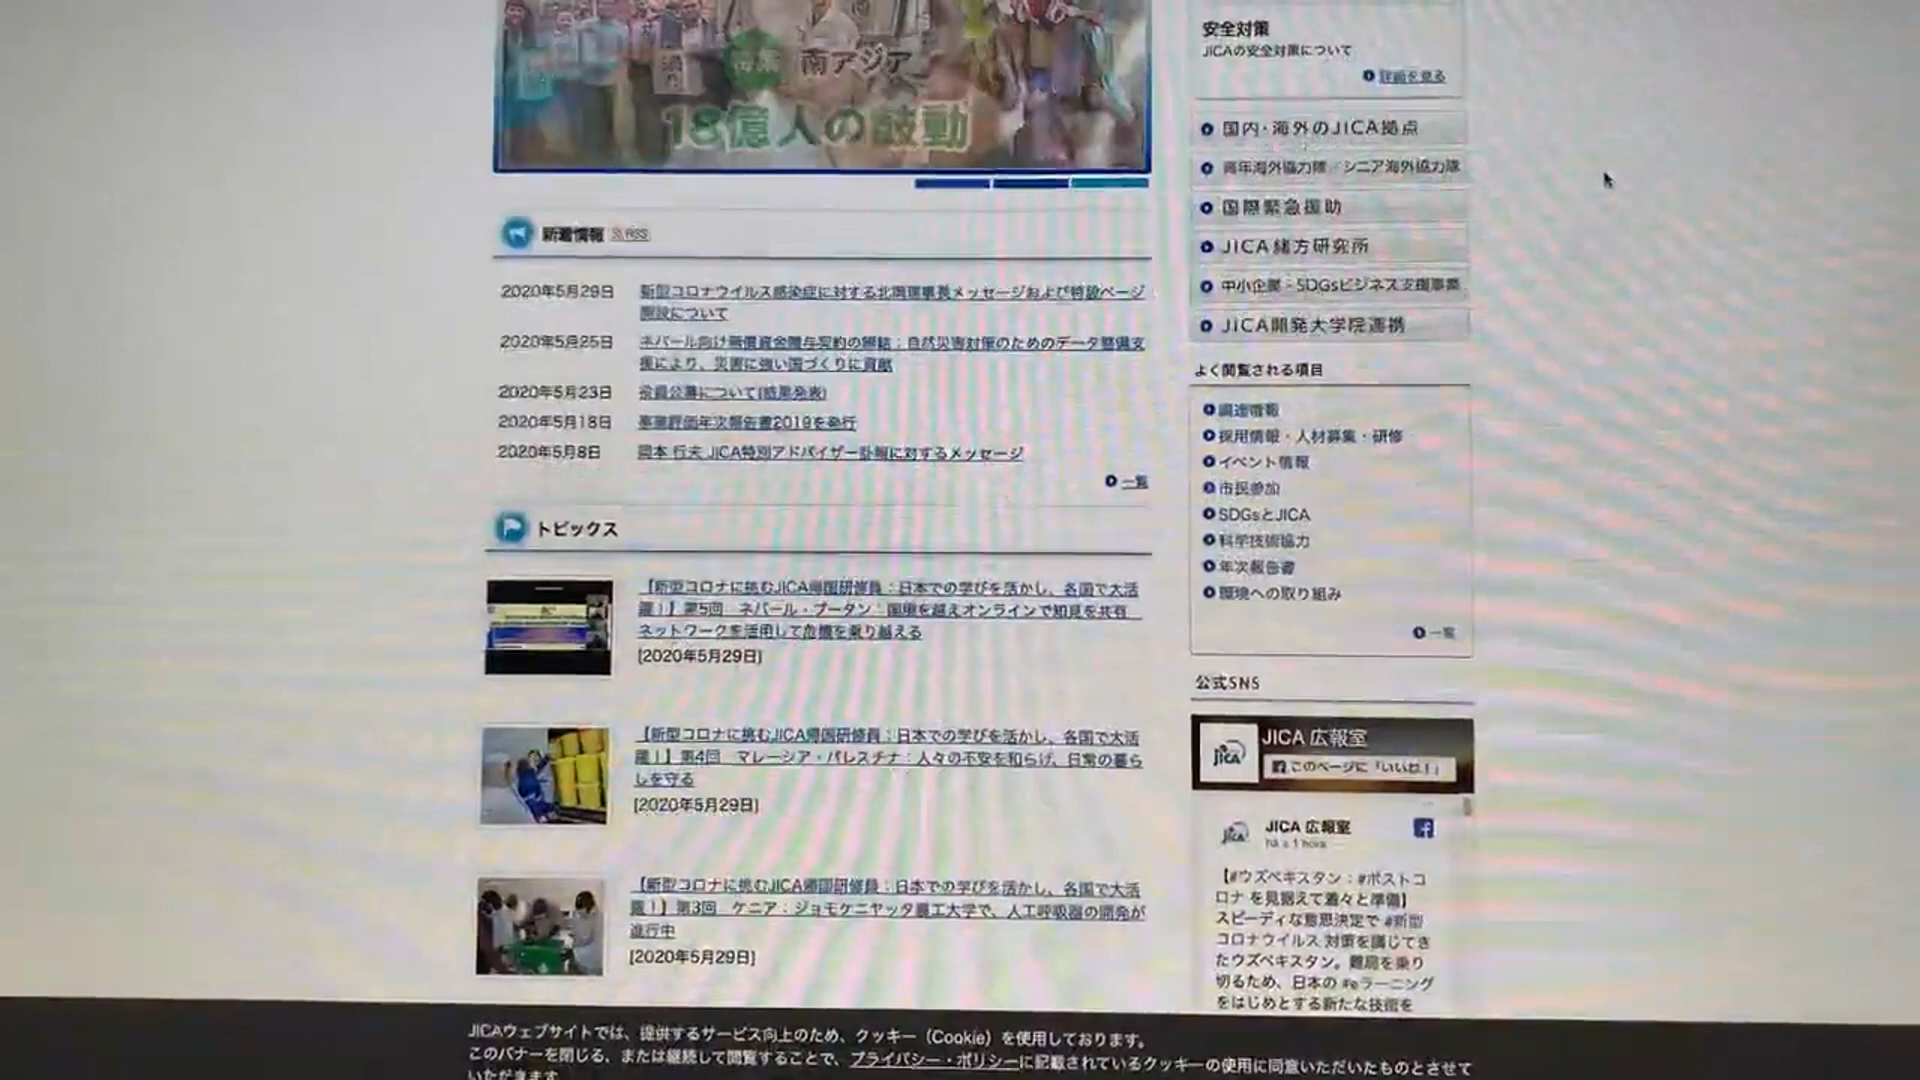 南アジア
18億人の鼓動
新着情報 RSS
2020年5月29日 新型コロナウイルス感染症に対する北岡理事長メッセージおよび特設ページ
開設について
2020年5月25日 ネパール向け無償資金贈与契約の締結：自然災害対策のためのデータ整備支
援により、災害に強い国づくりに貢献
2020年5月23日 役員公募について(結果発表)
2020年5月18日 事業評価年次報告書2019を発行
2020年5月8日 岡本 行夫 JICA特別アドバイザー訃報に対するメッセージ
一覧
トピックス
【新型コロナに挑むJICA帰国研修員：日本での学びを活かし、各国で大活
躍！】第5回 ネパール・ブータン：国境を越えオンラインで知見を共有
ネットワークを活用して危機を乗り越える
[2020年5月29日]
【新型コロナに挑むJICA帰国研修員：日本での学びを活かし、各国で大活
躍！】第4回 マレーシア・パレスチナ：人々の不安を和らげ、日常の暮ら
しを守る
[2020年5月29日]
【新型コロナに挑むJICA帰国研修員：日本での学びを活かし、各国で大活
躍！】第3回 ケニア：ジョモケニヤッタ農工大学で、人工呼吸器の開発が
進行中
[2020年5月29日]
安全対策
JICAの安全対策について
詳細を見る
国内・海外のJICA拠点
青年海外協力隊／シニア海外協力隊
国際緊急援助
JICA緒方研究所
中小企業・SDGsビジネス支援事業
JICA開発大学院連携
よく閲覧される項目
調達情報
採用情報・人材募集・研修
イベント情報
市民参加
SDGsとJICA
科学技術協力
年次報告書
環境への取り組み
一覧
公式SNS
JICA
JICA 広報室
このページに「いいね！」
JICA
JICA 広報室
há 1 hora
【#ウズベキスタン：#ポストコ
ロナ を見据えて着々と準備】
スピーディな意思決定で #新型
コロナウイルス 対策を講じてき
たウズベキスタン。難局を乗り
切るため、日本の #eラーニング
をはじめとする新たな技術を
JICAウェブサイトでは、提供するサービス向上のため、クッキー（Cookie）を使用しております。
このバナーを閉じる、または継続して閲覧することで、プライバシー・ポリシーに記載されているクッキーの使用に同意いただいたものとさせて
いただきます